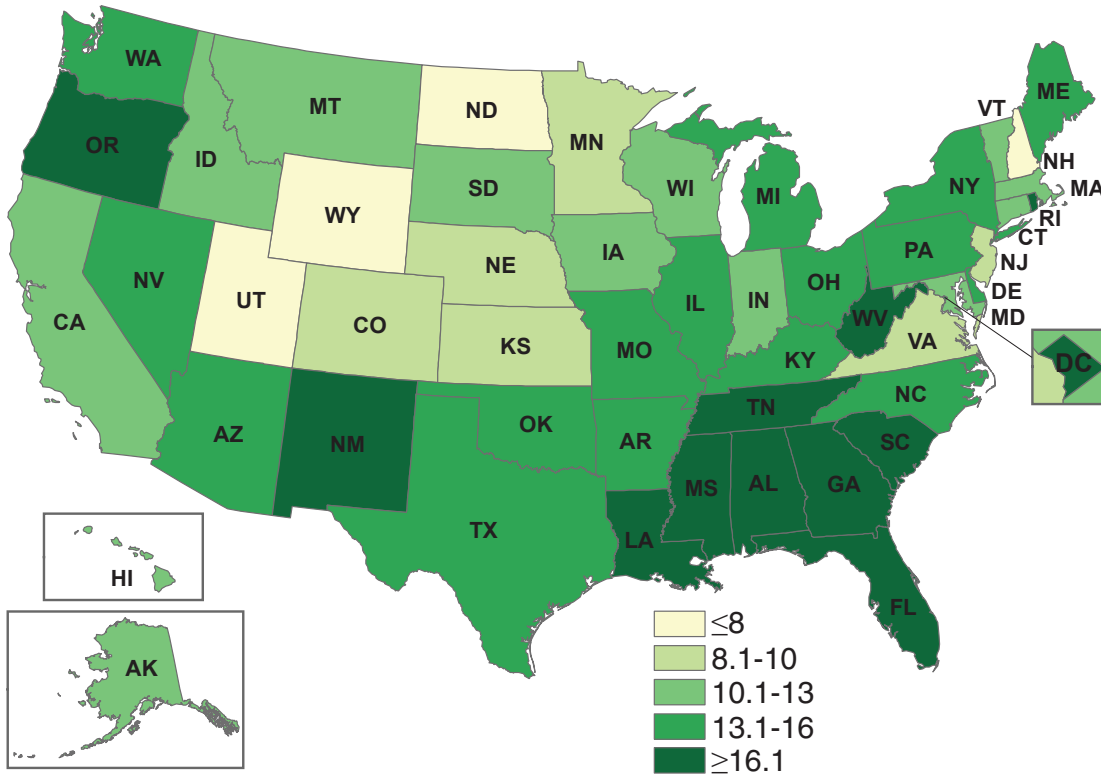 WA
MT
ND
MN
VT
ME
OR
ID
SD
WI
MI
NY
NH
MA
WY
RI
CT
NE
IA
PA
NJ
NV
UT
CO
IL
IN
OH
DE
MD
CA
KS
MO
WV
VA
DC
KY
AZ
NM
OK
AR
TN
NC
SC
TX
MS
AL
GA
LA
HI
FL
AK
≤8
8.1-10
10.1-13
13.1-16
≥16.1